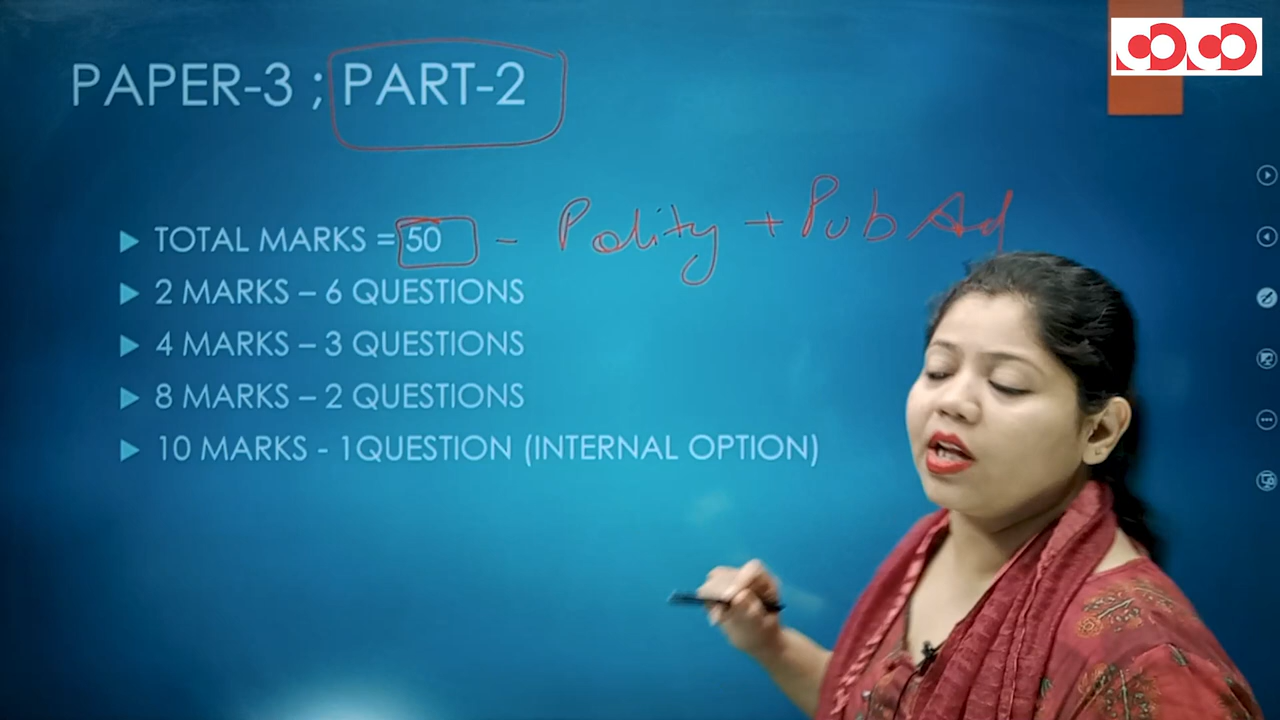 PAPER-3 ; PART-2
TOTAL MARKS = 50 – Polity + Pub Ad
2 MARKS – 6 QUESTIONS
4 MARKS – 3 QUESTIONS
8 MARKS – 2 QUESTIONS
10 MARKS - 1QUESTION (INTERNAL OPTION)